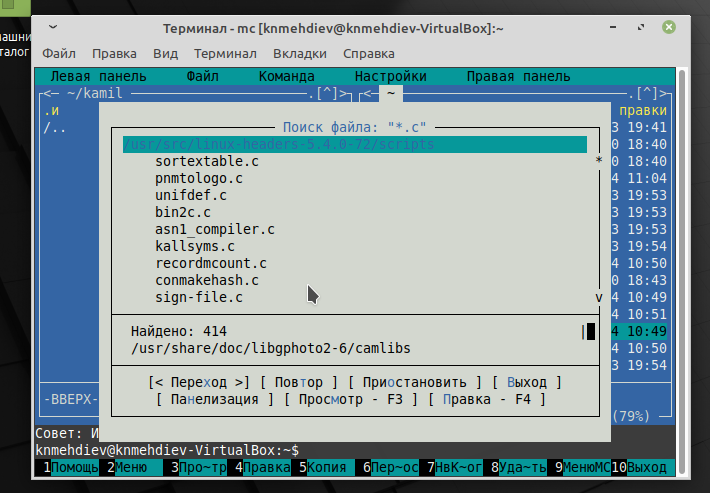 ашни
талог
Терминал - mc [knmehdiev@knmehdiev-VirtualBox]:~
Файл Правка Вид Терминал Вкладки Справка
Левая панель Файл Команда Настройки Правая панель
<— ~/kamil .[^]> <— ~ .[^]>
.и правки
/.. 3 19:41
Поиск файла: "*.c"
0 18:40
/usr/src/linux-headers-5.4.0-72/scripts 0 18:40
sortextable.c *
pnmtologo.c 4 11:04
unifdef.c 3 19:53
bin2c.c 3 19:53
asn1_compiler.c 3 19:53
kallsyms.c 3 19:54
recordmcount.c 4 10:50
conmakehash.c 0 18:43
sign-file.c v 4 10:49
4 10:51
Найдено: 414 | 4 10:49
/usr/share/doc/libgphoto2-6/camlibs 4 10:50
3 19:54
[< Переход >] [ Повтор ] [ Приостановить ] [ Выход ]
[ Панелизация ] [ Просмотр - F3 ] [ Правка - F4 ]
-ВВЕРХ- (79%)
Совет: И
knmehdiev@knmehdiev-VirtualBox:~$
1Помощь 2Меню 3Про~тр 4Правка 5Копия 6Пер~ос 7НвК~ог 8Уда~ть 9МенюMC 10Выход